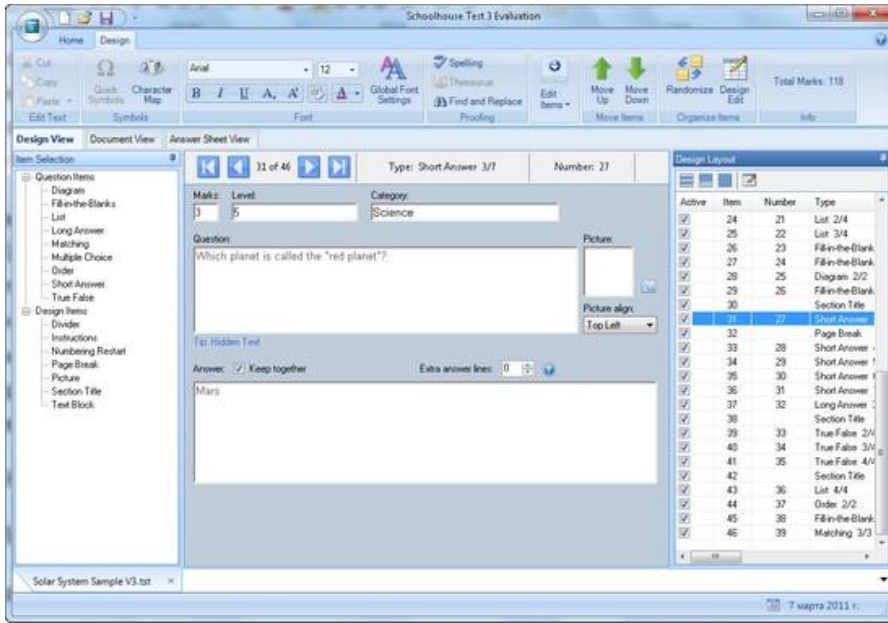 Schoolhouse Test 3 Evaluation
Home Design
Cut
Copy
Paste
Edit Text
Quick Symbols
Character Map
Symbols
Arial 12
B I U A A A
Font
Global Font Settings
Spelling
Thesaurus
Find and Replace
Proofing
Edit Items
Move Up
Move Down
Move Items
Randomize
Design Edit
Organize Items
Total Marks: 118
Info
Design View Document View Answer Sheet View
Item Selection
Question Items
Diagram
Fill-in-the-Blanks
List
Long Answer
Matching
Multiple Choice
Order
Short Answer
True False
Design Items
Divider
Instructions
Numbering Restart
Page Break
Picture
Section Title
Text Block
31 of 46 Type: Short Answer 3/7 Number: 27
Marks: Level: Category:
3 5 Science
Question: Picture:
Which planet is called the "red planet"?
Picture align:
Top Left
Tip: Hidden Text
Answer: Keep together Extra answer lines: 0
Mars
Design Layout
Active Item Number Type
24 21 List 2/4
25 22 List 3/4
26 23 Fill-in-the-Blank
27 24 Fill-in-the-Blank
28 25 Diagram 2/2
29 26 Fill-in-the-Blank
30 Section Title
31 27 Short Answer
32 Page Break
33 28 Short Answer
34 29 Short Answer
35 30 Short Answer
36 31 Short Answer
37 32 Long Answer
38 Section Title
39 33 True False 2/4
40 34 True False 3/4
41 35 True False 4/4
42 Section Title
43 36 List 4/4
44 37 Order 2/2
45 38 Fill-in-the-Blank
46 39 Matching 3/3
Solar System Sample V3.tst
7 марта 2011 г.